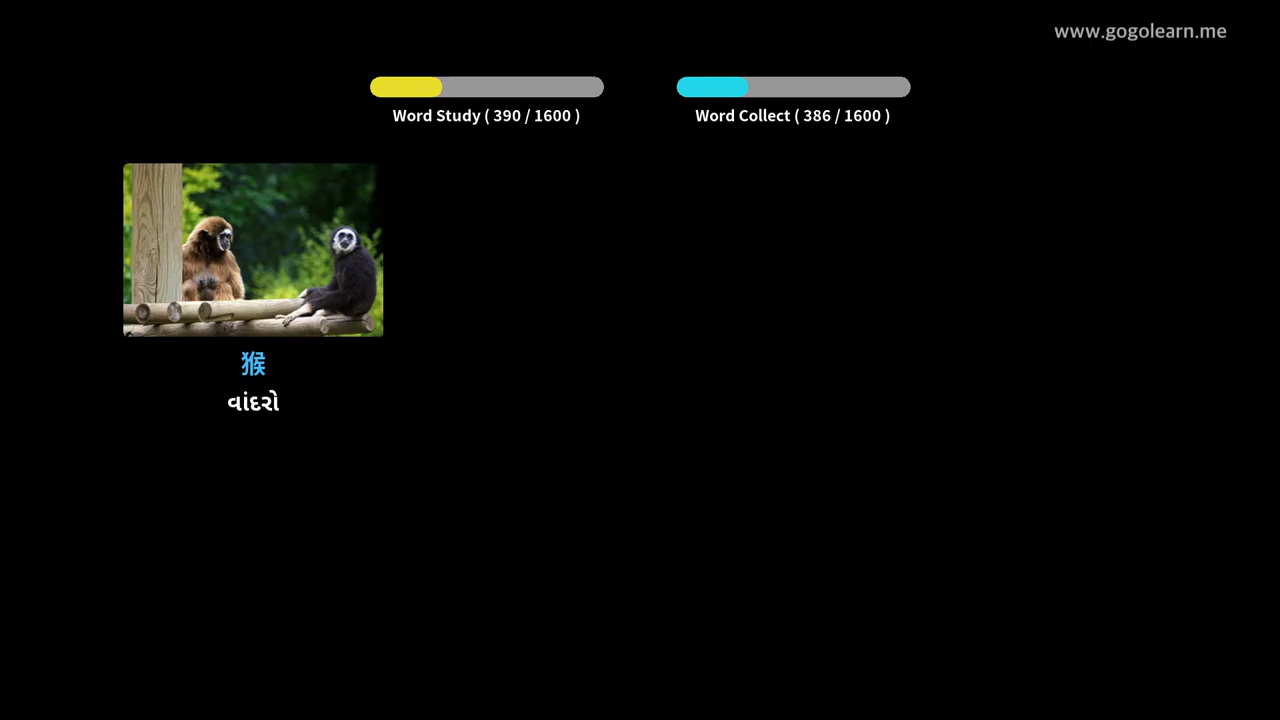 www.gogolearn.me
Word Study ( 390 / 1600 )
Word Collect ( 386 / 1600 )
猴
વાંદરો